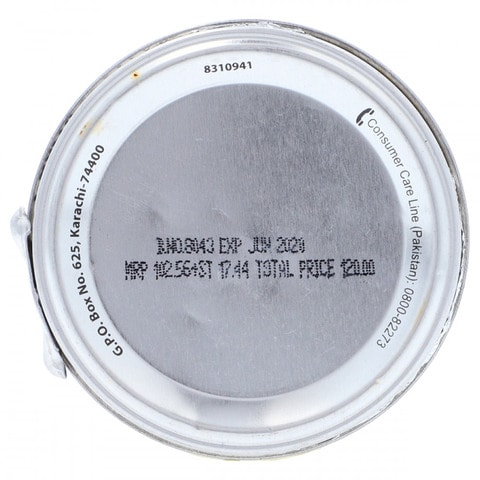 8310941
Consumer Care Line (Pakistan): 0800-82273
G.P.O. Box No. 625, Karachi-74400
B.NO.8043 EXP JUN 2020
MRP 102.56+ST 17.44 TOTAL PRICE 120.00